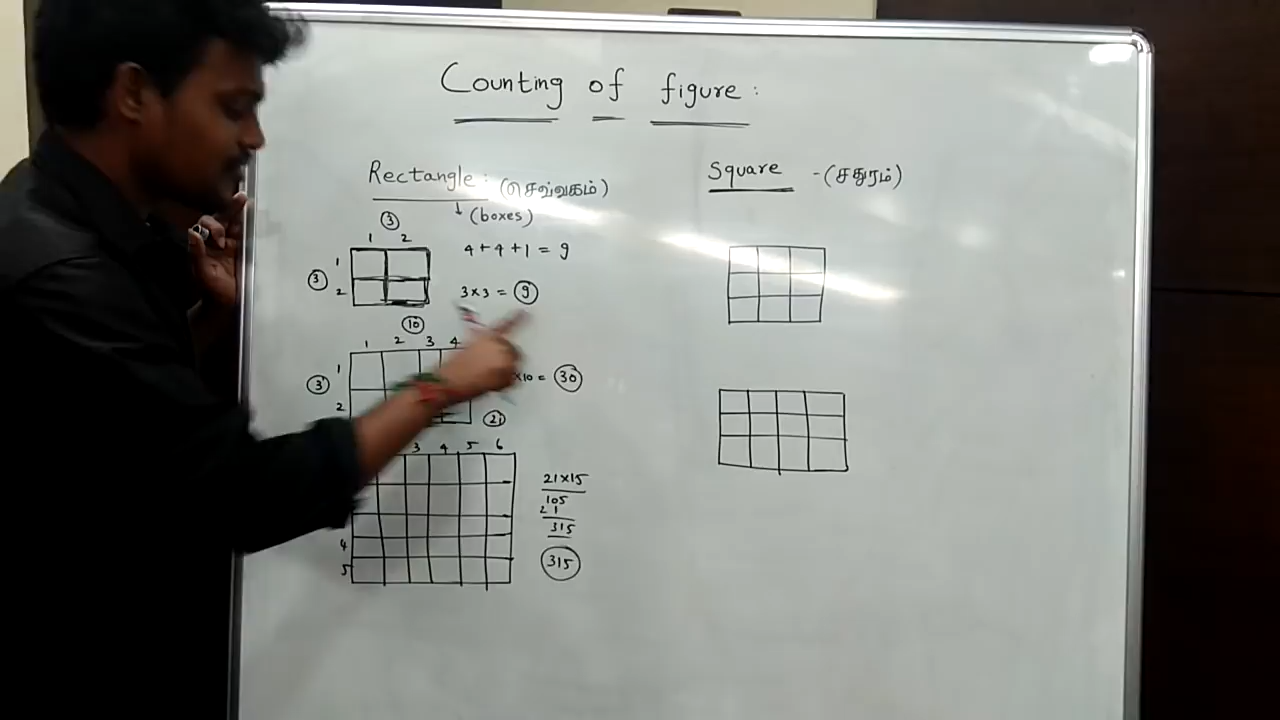 Counting of figure:
Rectangle: (செவ்வகம்)
(boxes)
3
1 2
3 1
2
4+4+1 = 9
3×3 = 9
10
1 2 3 4
3 1
2
×10 = 30
21
3 4 5 6
4
5
21×15
105
21
315
315
Square - (சதுரம்)